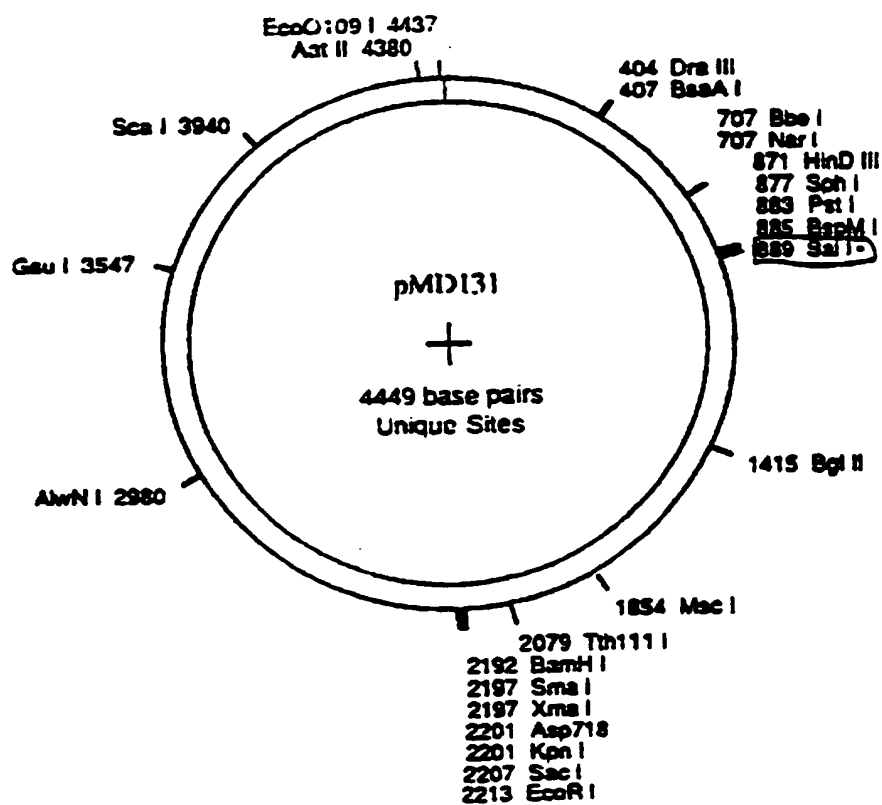 EcoO109 I 4437
Aat II 4380
404 Dra III
407 BsaA I
707 Bbe I
707 Nar I
871 HinD III
877 Sph I
883 Pst I
885 BspM I
889 Sal I-
Sca I 3940
Gsu I 3547
pMD131
4449 base pairs
Unique Sites
1415 Bgl II
AlwN I 2980
1854 Msc I
2079 Tth111 I
2192 BamH I
2197 Sma I
2197 Xma I
2201 Asp718
2201 Kpn I
2207 Sac I
2213 EcoR I